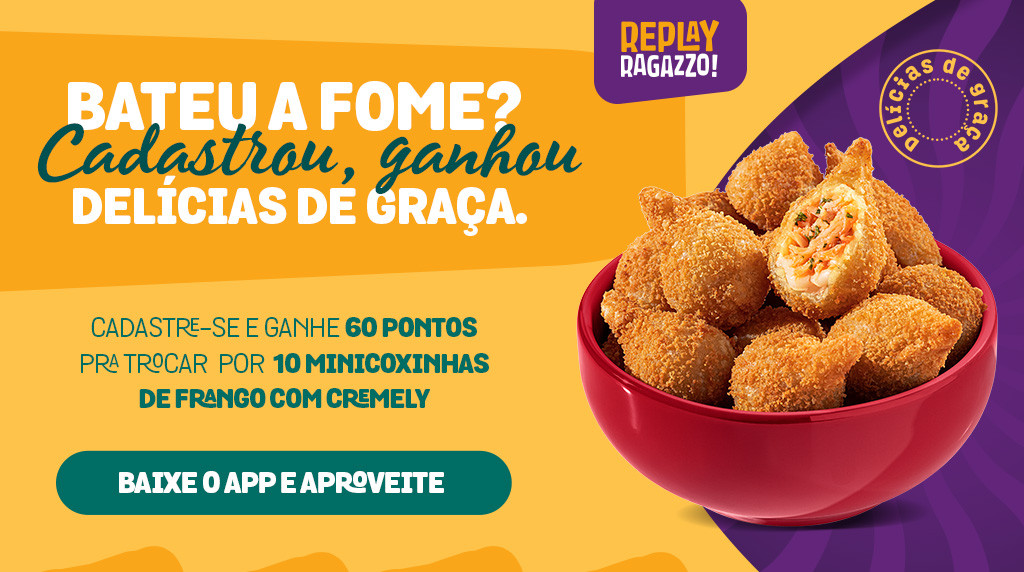 REPLAY
RAGAZZO!
Delícias de graça
BATEU A FOME?
Cadastrou, ganhou
DELÍCIAS DE GRAÇA.
CADASTRE-SE E GANHE 60 PONTOS
PRA TROCAR POR 10 MINICOXINHAS
DE FRANGO COM CREMELY
BAIXE O APP E APROVEITE